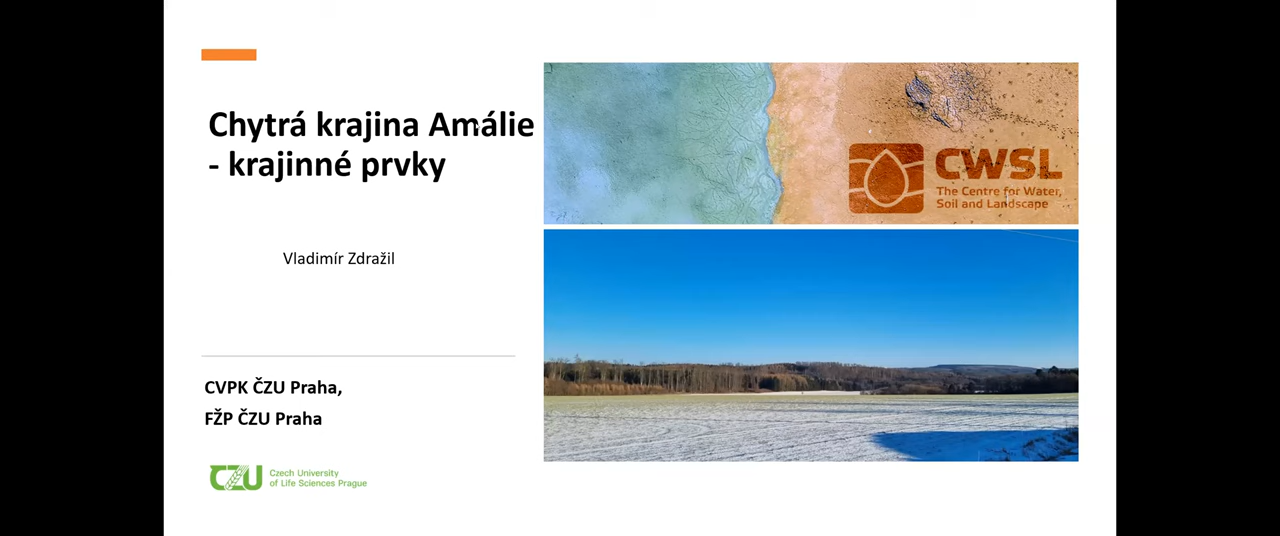 Chytrá krajina Amálie
- krajinné prvky
Vladimír Zdražil
CVPK ČZU Praha,
FŽP ČZU Praha
CZU
Czech University
of Life Sciences Prague
CWSL
The Centre for Water,
Soil and Landscape